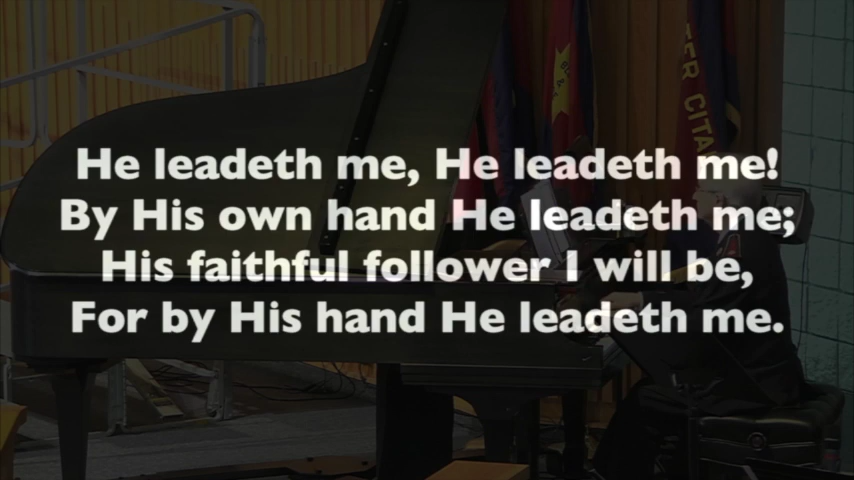 He leadeth me, He leadeth me!
By His own hand He leadeth me;
His faithful follower I will be,
For by His hand He leadeth me.